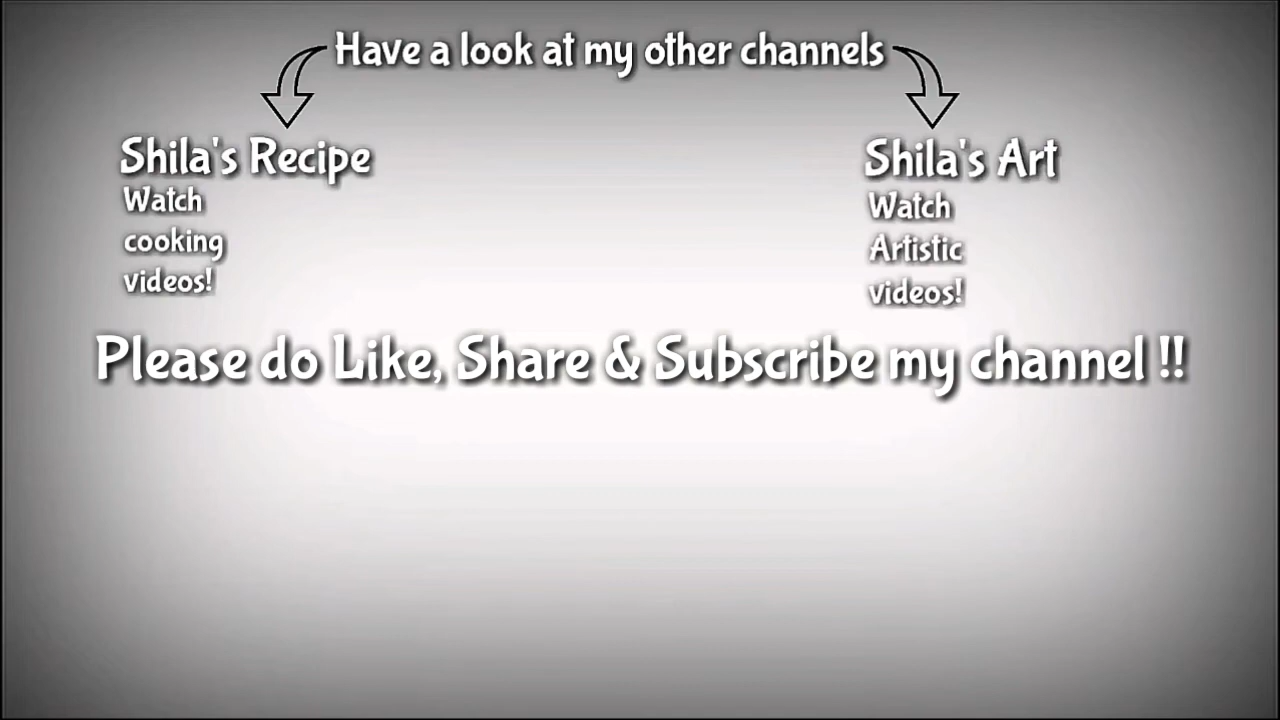 Have a look at my other channels
Shila's Recipe
Watch
cooking
videos!
Shila's Art
Watch
Artistic
videos!
Please do Like, Share & Subscribe my channel !!